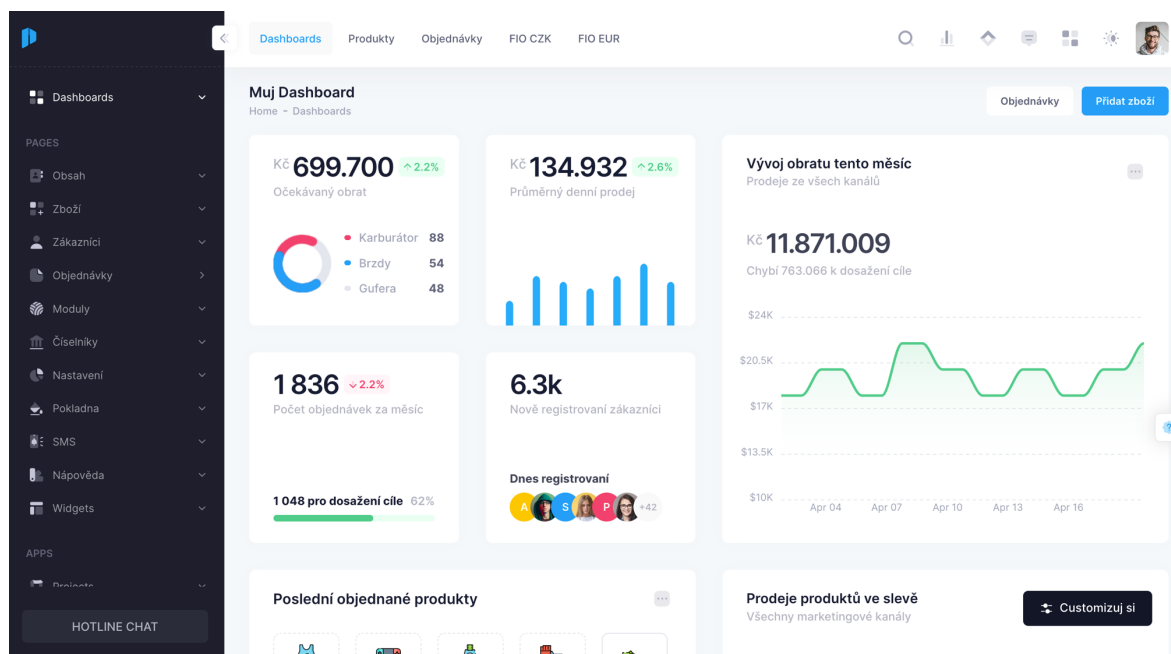 Dashboards
Produkty
Objednávky
FIO CZK
FIO EUR
Dashboards
PAGES
Obsah
Zboží
Zákazníci
Objednávky
Moduly
Číselníky
Nastavení
Pokladna
SMS
Nápověda
Widgets
APPS
Projects
HOTLINE CHAT
Muj Dashboard
Home - Dashboards
Objednávky
Přidat zboží
Kč 699.700 2.2%
Očekávaný obrat
Karburátor 88
Brzdy 54
Gufera 48
Kč 134.932 2.6%
Průměrný denní prodej
Vývoj obratu tento měsíc
Prodeje ze všech kanálů
Kč 11.871.009
Chybí 763.066 k dosažení cíle
$24K
$20.5K
$17K
$13.5K
$10K
Apr 04
Apr 07
Apr 10
Apr 13
Apr 16
1 836 2.2%
Počet objednávek za měsíc
1 048 pro dosažení cíle 62%
6.3k
Nově registrovaní zákazníci
Dnes registrovaní
A S P +42
Poslední objednané produkty
Prodeje produktů ve slevě
Všechny marketingové kanály
Customizuj si